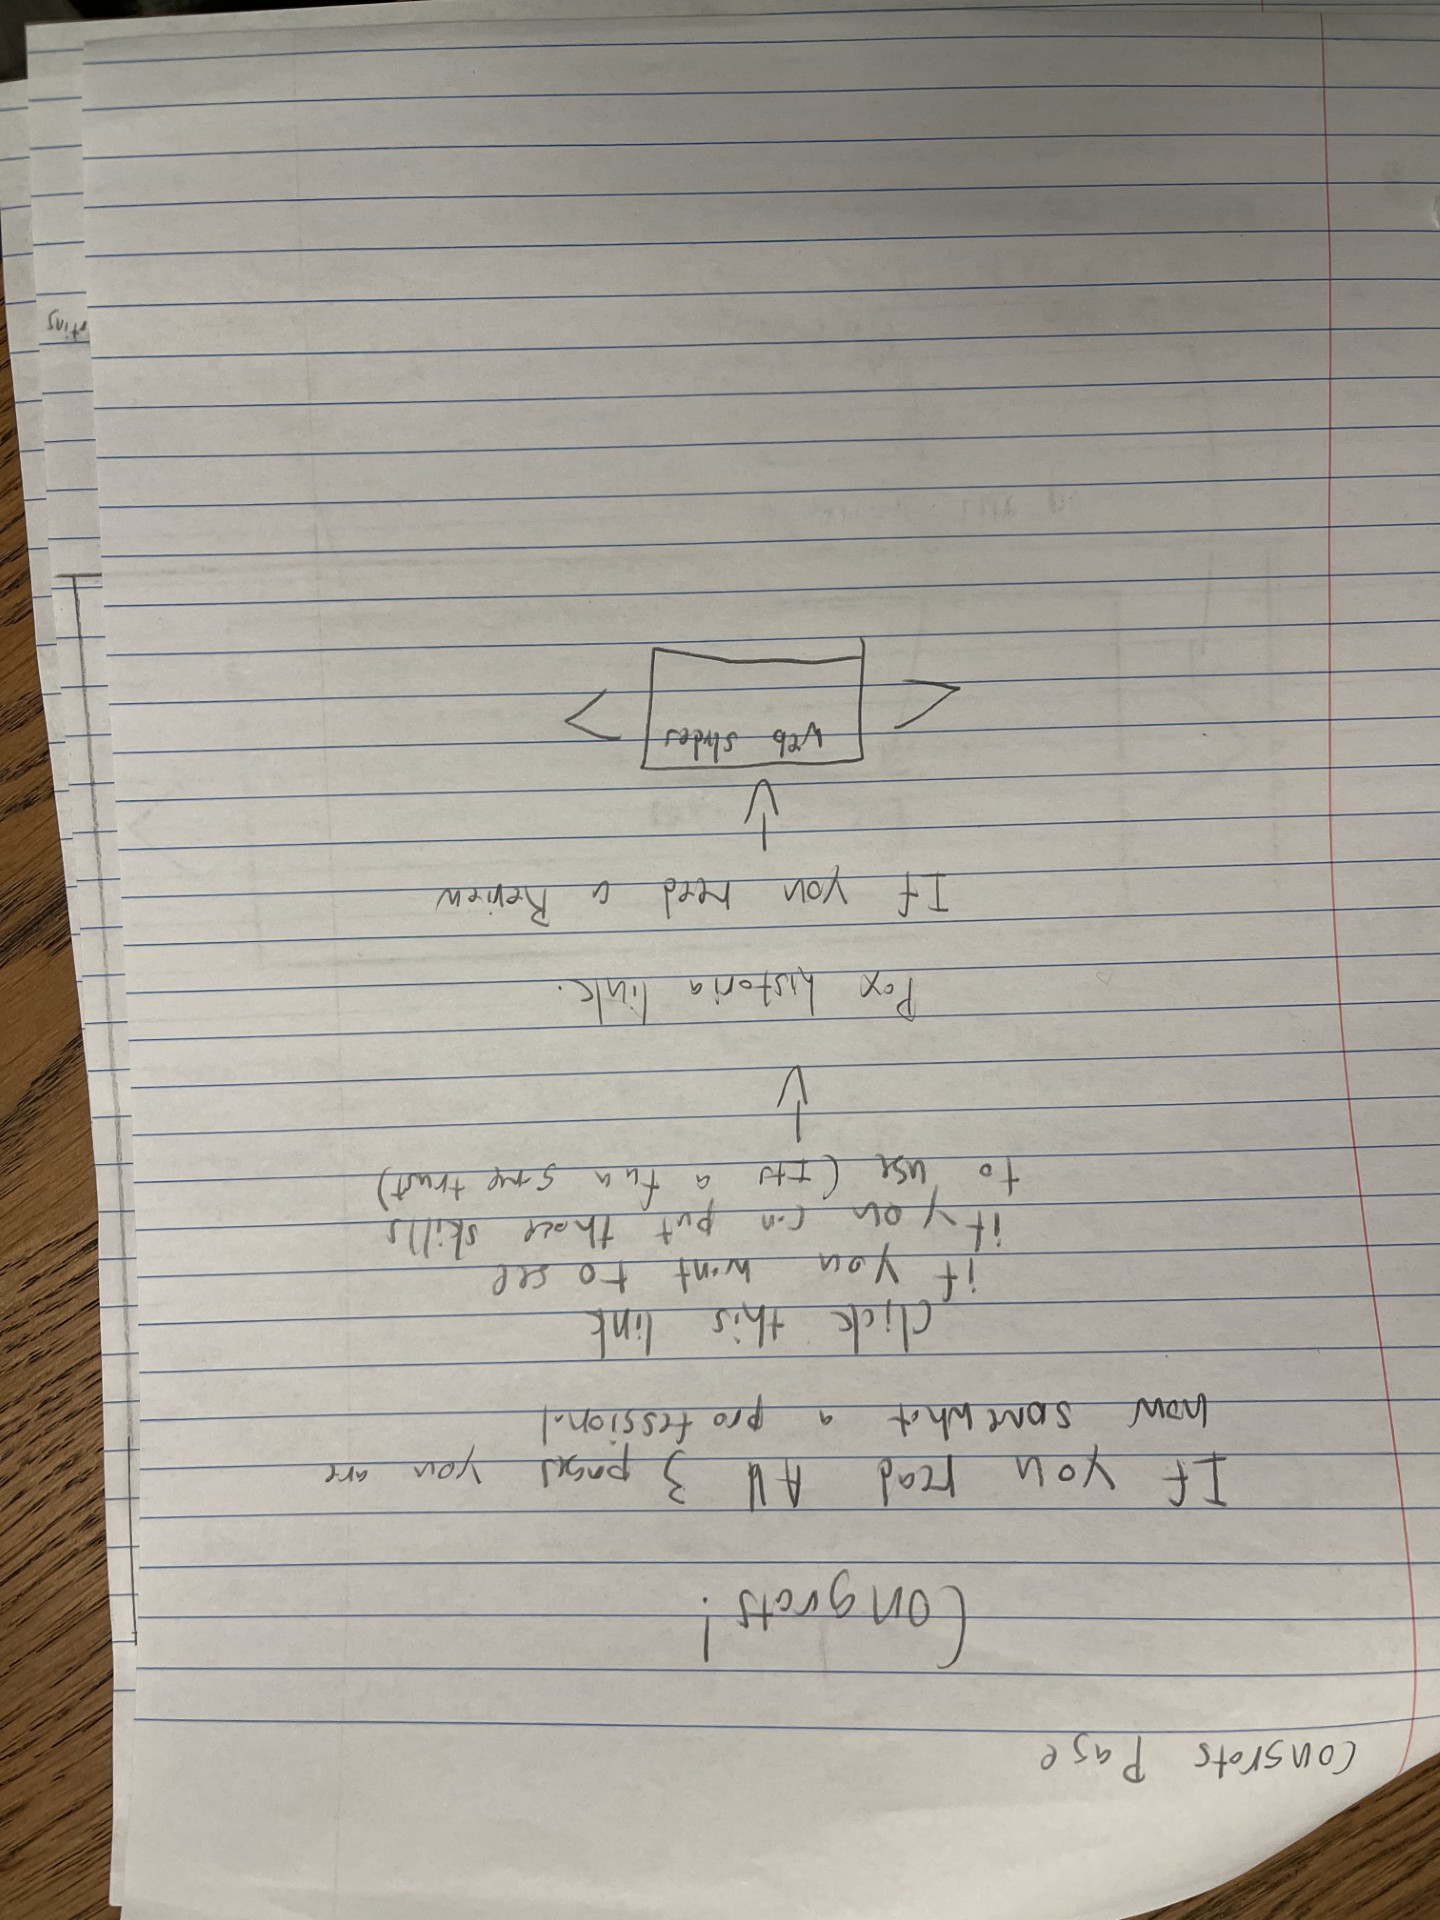 Congrats Page
Congrats!
If you read All 3 pages you are
now somewhat a professional
Click this link
if you want to see
if you can put those skills
to use (Its a fun game trust)
Pax historia link.
If you need a Review
web slides
rting